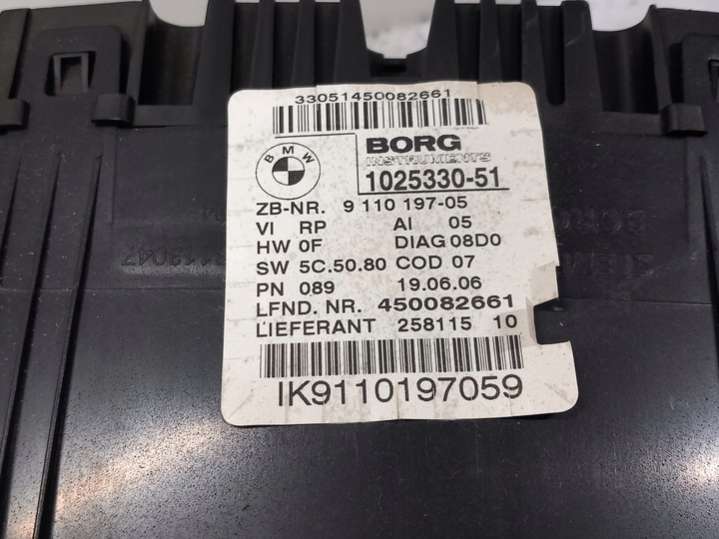 33051450082661
BMW
BORG
INSTRUMENTS
1025330-51
ZB-NR. 9 110 197-05
VI RP AI 05
HW 0F DIAG 08D0
SW 5C.50.80 COD 07
PN 089 19.06.06
LFND. NR. 450082661
LIEFERANT 258115 10
IK9110197059